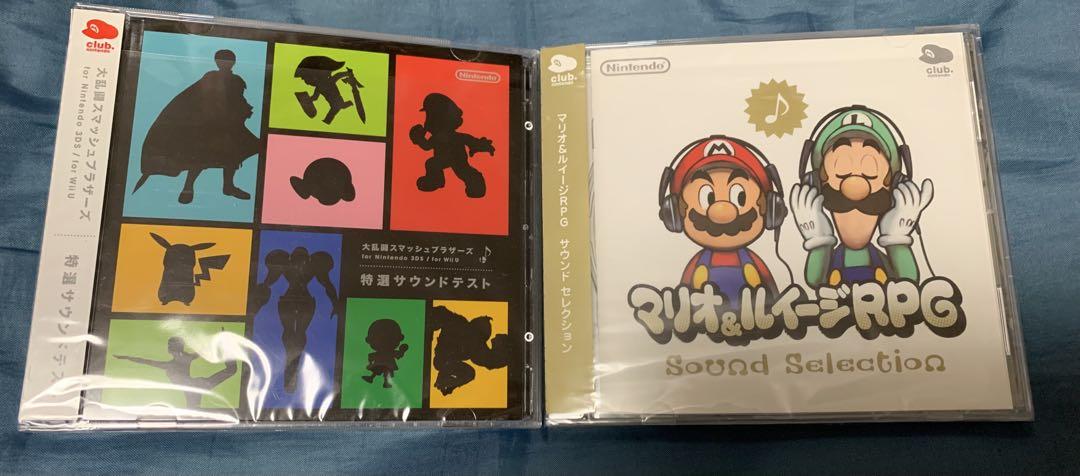 club.
nintendo
大乱闘スマッシュブラザーズ
for Nintendo 3DS / for Wii U
特選サウンドテス
Nintendo
大乱闘スマッシュブラザーズ
for Nintendo 3DS / for Wii U
特選サウンドテスト
club.
nintendo
マリオ&ルイージRPG サウンド セレクション
Nintendo
club.
nintendo
M
L
マリオ&ルイージRPG
Sound Selection